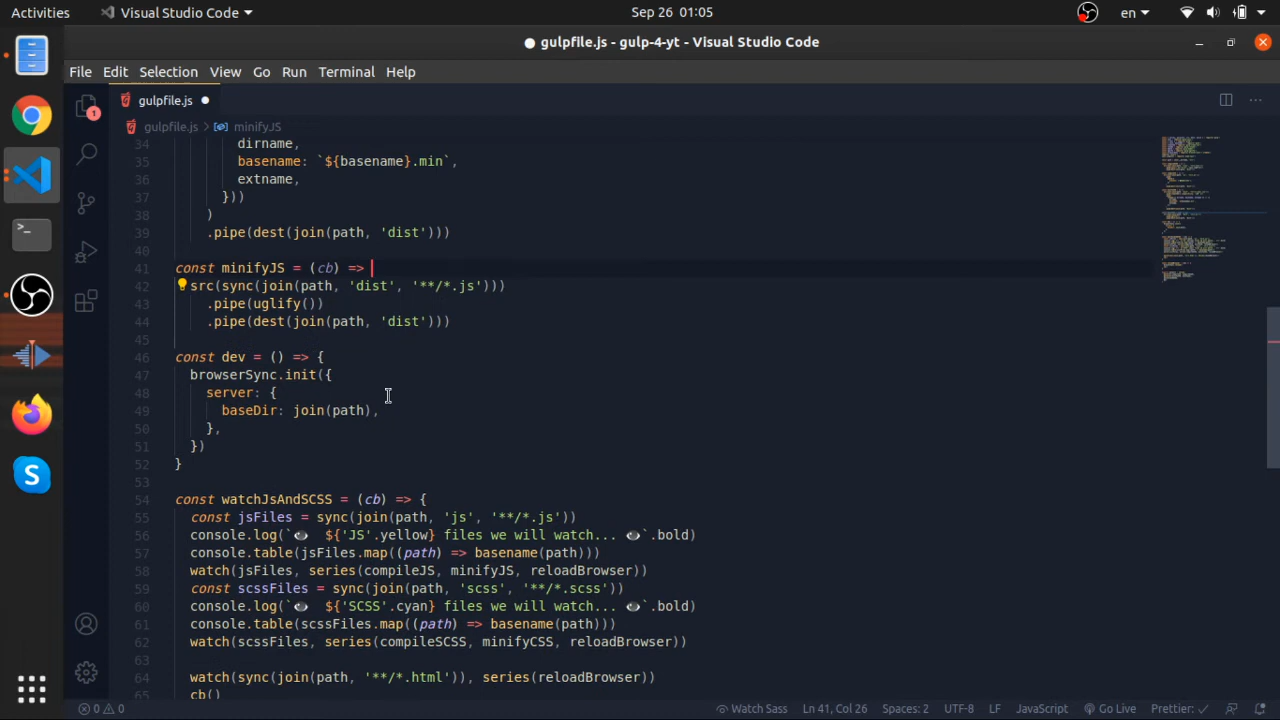 Activities
Visual Studio Code
Sep 26 01:05
en
gulpfile.js - gulp-4-yt - Visual Studio Code
File Edit Selection View Go Run Terminal Help
gulpfile.js
gulpfile.js > minifyJS
1
34 dirname,
35 basename: `${basename}.min`,
36 extname,
37 }))
38 )
39 .pipe(dest(join(path, 'dist')))
40
41 const minifyJS = (cb) =>
42 src(sync(join(path, 'dist', '**/*.js')))
43 .pipe(uglify())
44 .pipe(dest(join(path, 'dist')))
45
46 const dev = () => {
47 browserSync.init({
48 server: {
49 baseDir: join(path),
50 },
51 })
52 }
53
54 const watchJsAndSCSS = (cb) => {
55 const jsFiles = sync(join(path, 'js', '**/*.js'))
56 console.log(`👁 ${'JS'.yellow} files we will watch... 👁`.bold)
57 console.table(jsFiles.map((path) => basename(path)))
58 watch(jsFiles, series(compileJS, minifyJS, reloadBrowser))
59 const scssFiles = sync(join(path, 'scss', '**/*.scss'))
60 console.log(`👁 ${'SCSS'.cyan} files we will watch... 👁`.bold)
61 console.table(scssFiles.map((path) => basename(path)))
62 watch(scssFiles, series(compileSCSS, minifyCSS, reloadBrowser))
63
64 watch(sync(join(path, '**/*.html')), series(reloadBrowser))
65 cb()
0 0 Watch Sass Ln 41, Col 26 Spaces: 2 UTF-8 LF JavaScript Go Live Prettier: ✓